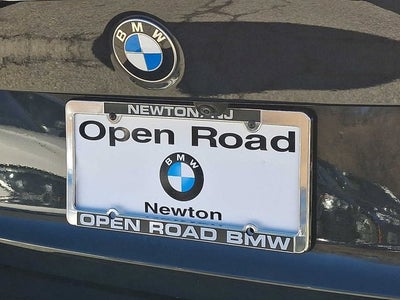 BMW
NEWTON, NJ
Open Road
BMW
Newton
OPEN ROAD BMW